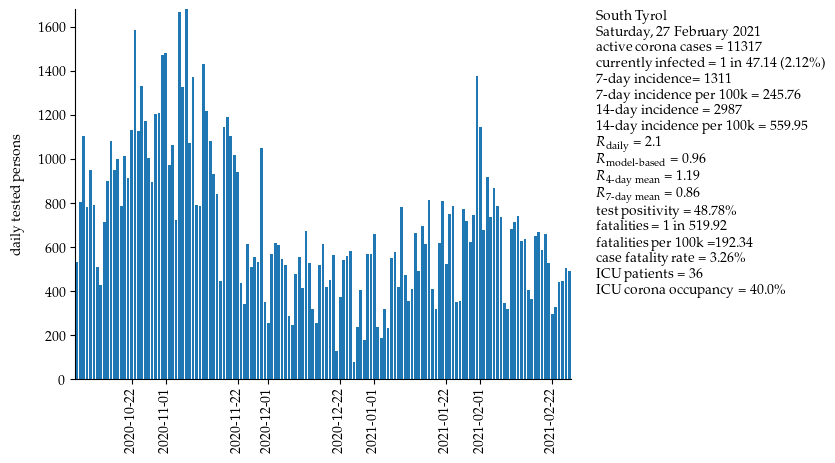 South Tyrol
Saturday, 27 February 2021
active corona cases = 11317
currently infected = 1 in 47.14 (2.12%)
7-day incidence= 1311
7-day incidence per 100k = 245.76
14-day incidence = 2987
14-day incidence per 100k = 559.95
R_daily = 2.1
R_model-based = 0.96
R_4-day mean = 1.19
R_7-day mean = 0.86
test positivity = 48.78%
fatalities = 1 in 519.92
fatalities per 100k =192.34
case fatality rate = 3.26%
ICU patients = 36
ICU corona occupancy = 40.0%
daily tested persons
1600
1400
1200
1000
800
600
400
200
0
2020-10-22
2020-11-01
2020-11-22
2020-12-01
2020-12-22
2021-01-01
2021-01-22
2021-02-01
2021-02-22